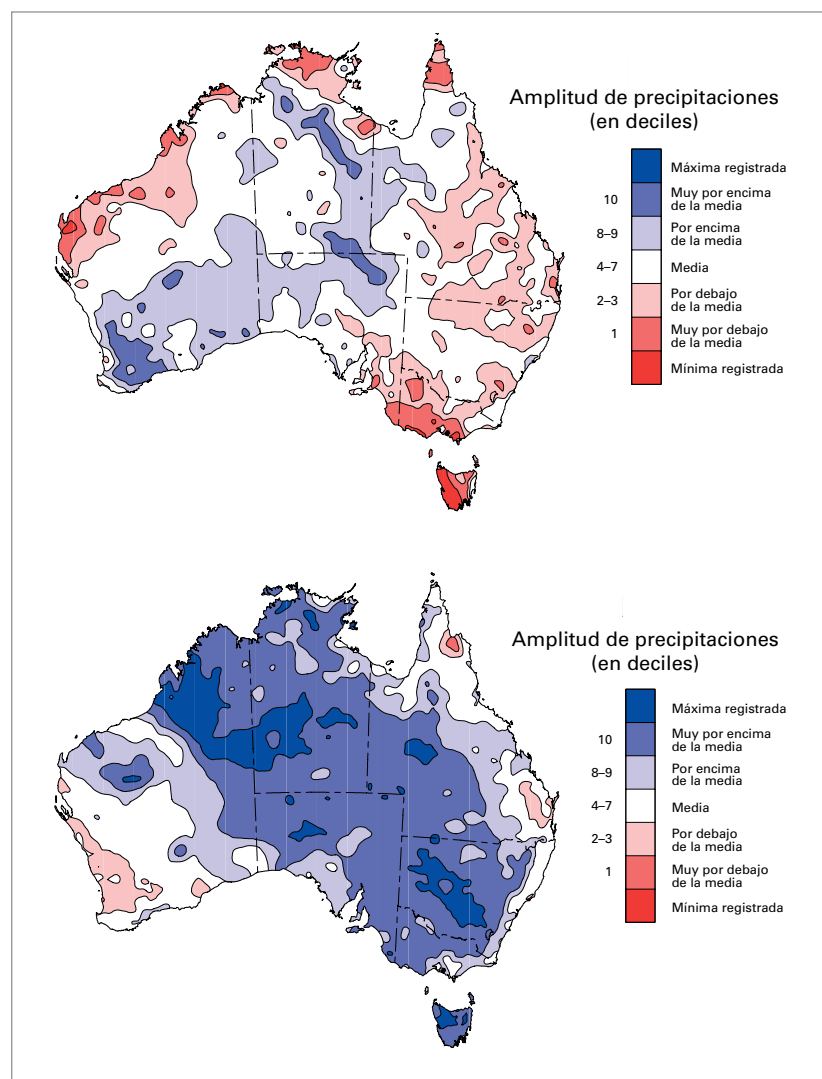 Amplitud de precipitaciones
(en deciles)
Máxima registrada
10 Muy por encima
de la media
8–9 Por encima
de la media
4–7 Media
2–3 Por debajo
de la media
1 Muy por debajo
de la media
Mínima registrada
Amplitud de precipitaciones
(en deciles)
Máxima registrada
10 Muy por encima
de la media
8–9 Por encima
de la media
4–7 Media
2–3 Por debajo
de la media
1 Muy por debajo
de la media
Mínima registrada